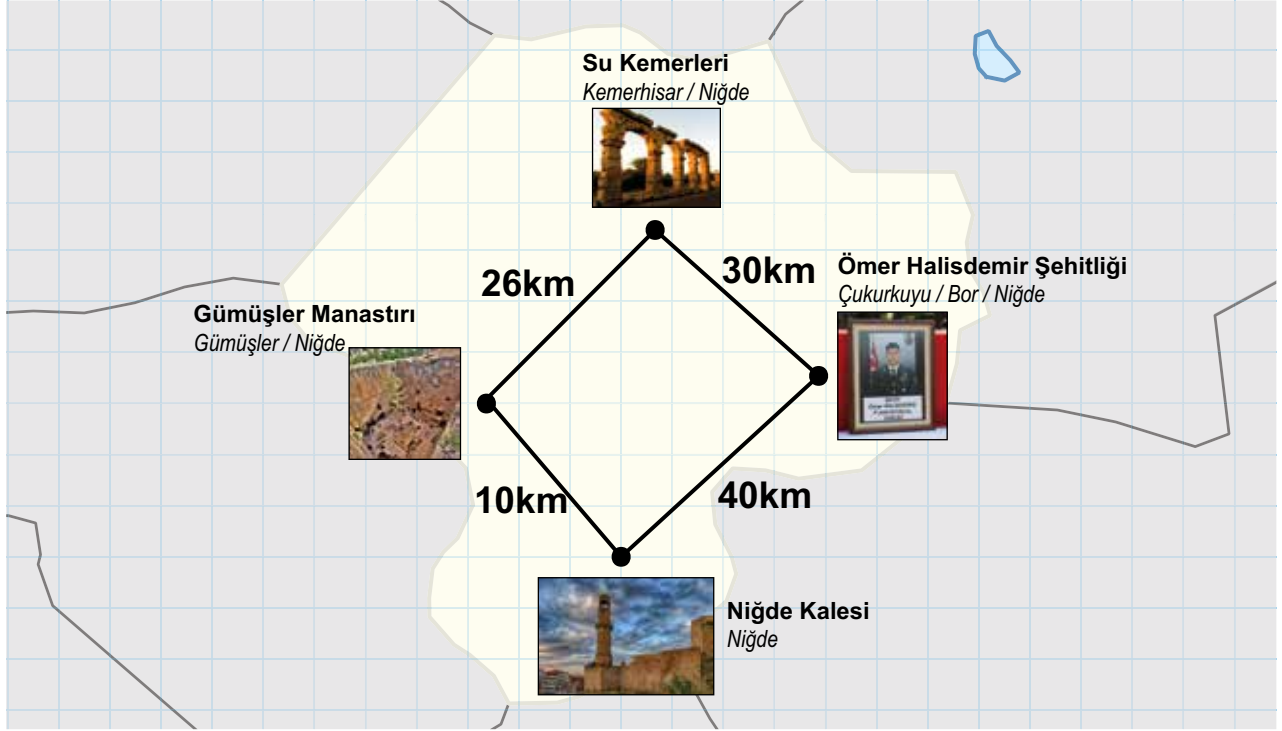 Su Kemerleri
Kemerhisar / Niğde
26km
30km
Ömer Halisdemir Şehitliği
Çukurkuyu / Bor / Niğde
Gümüşler Manastırı
Gümüşler / Niğde
10km
40km
Niğde Kalesi
Niğde